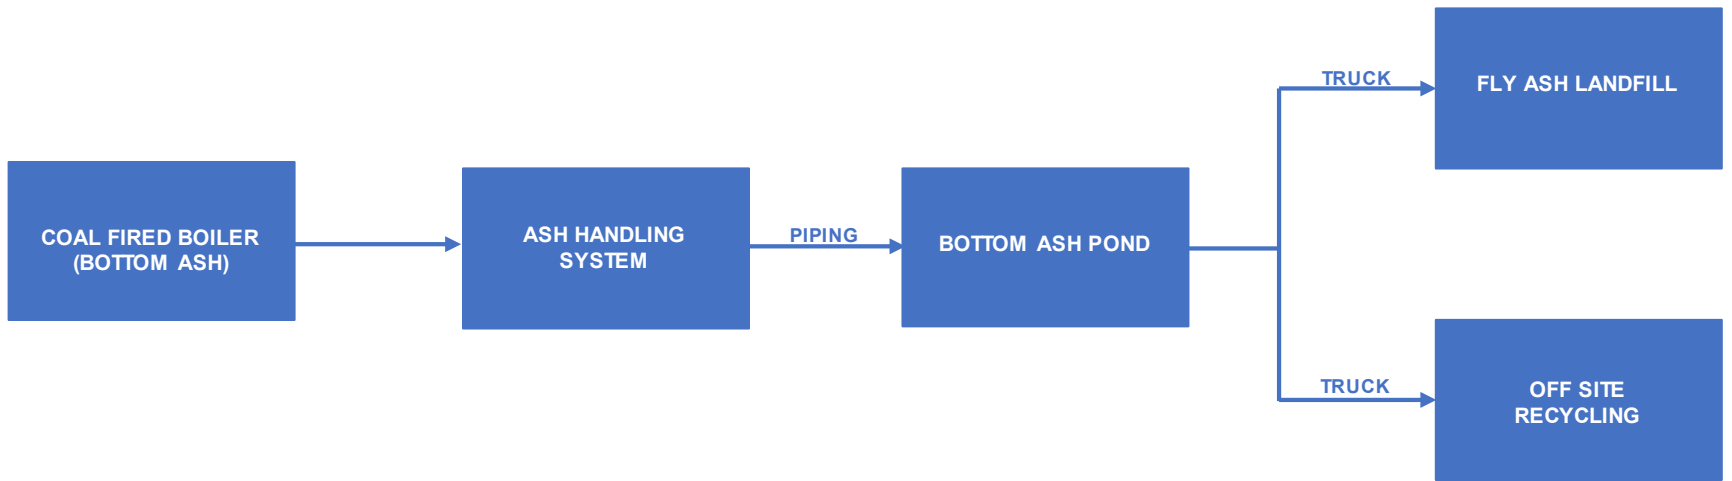 COAL FIRED BOILER
(BOTTOM ASH)
ASH HANDLING
SYSTEM
PIPING
BOTTOM ASH POND
TRUCK
FLY ASH LANDFILL
TRUCK
OFF SITE
RECYCLING